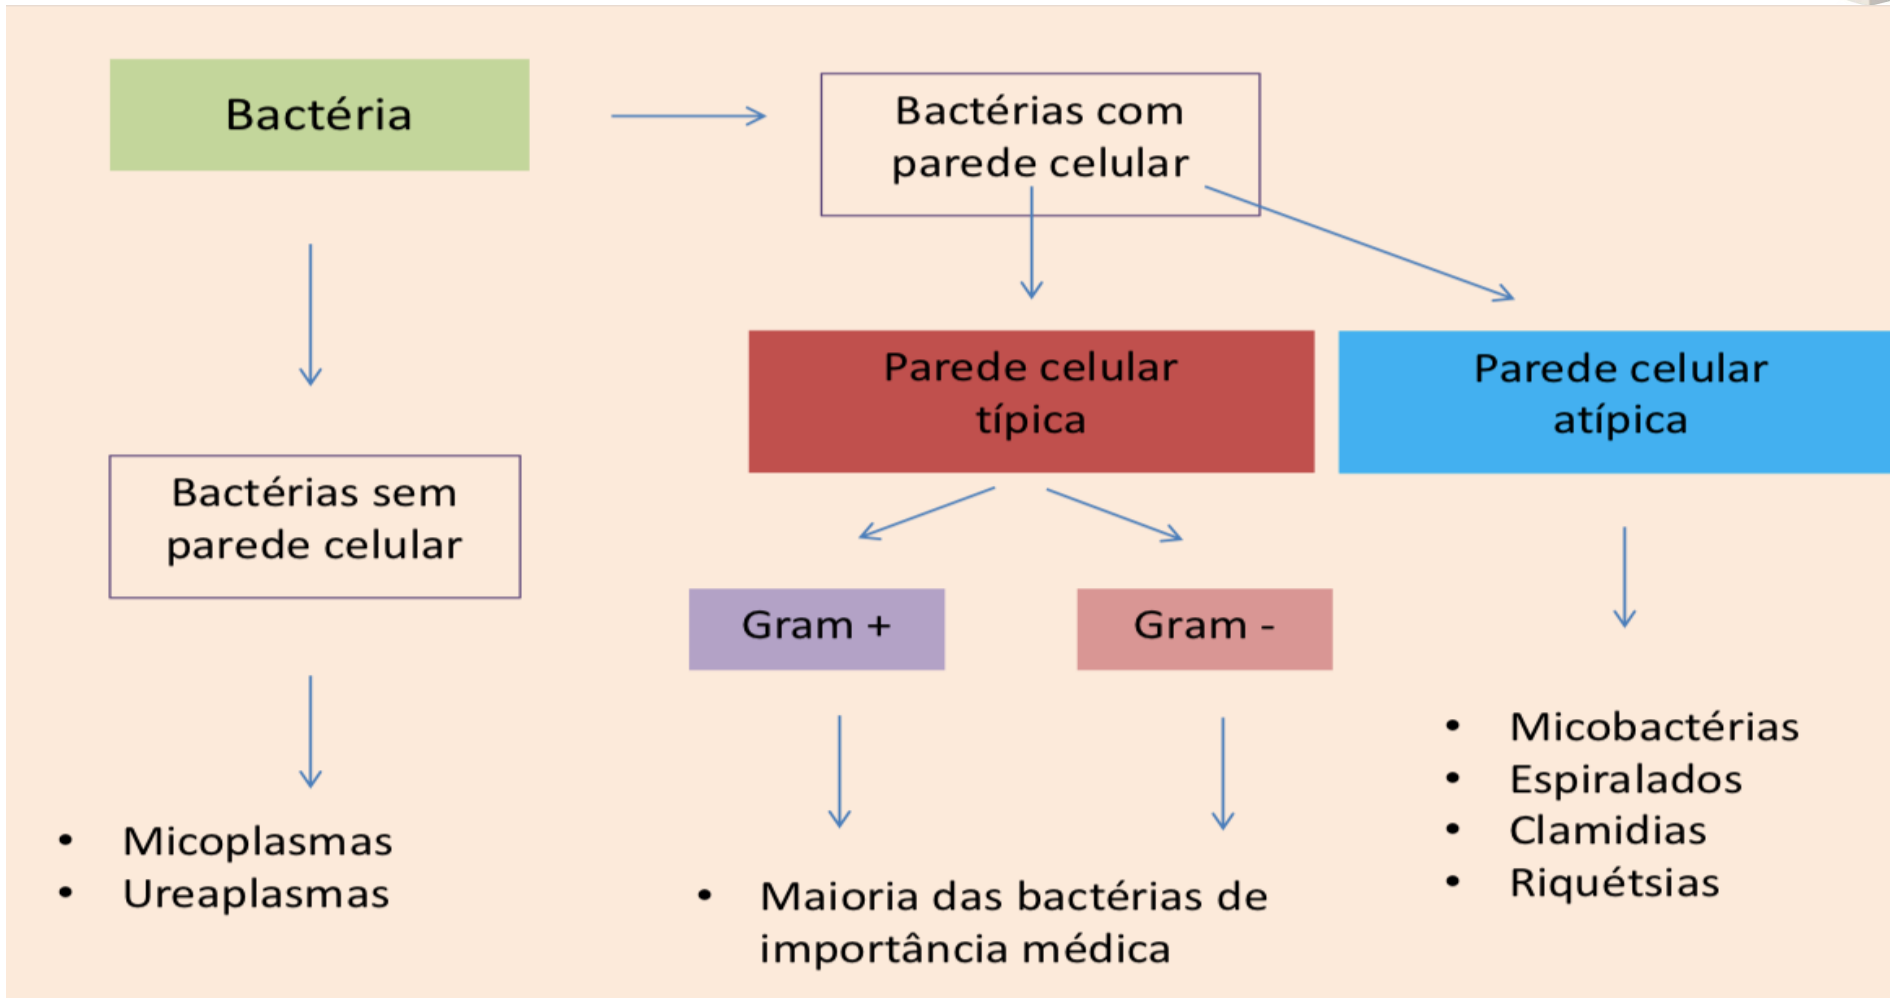 Bactéria
Bactérias com
parede celular
Parede celular
típica
Parede celular
atípica
Bactérias sem
parede celular
Gram +
Gram -
• Micobactérias
• Espiralados
• Clamidias
• Riquétsias
• Micoplasmas
• Ureaplasmas
• Maioria das bactérias de
importância médica